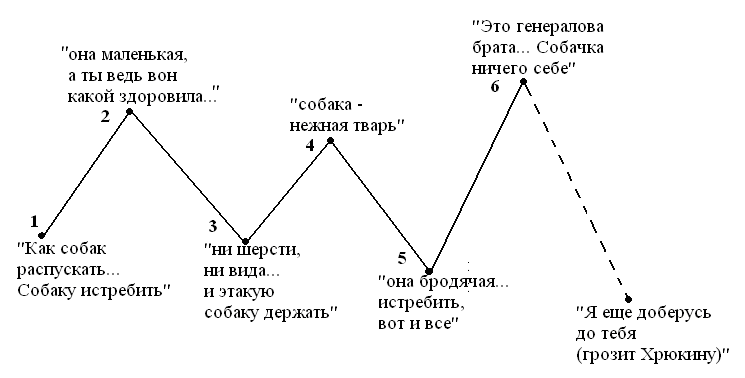 1
"Как собак
распускать...
Собаку истребить"
"она маленькая,
а ты ведь вон
какой здоровила..."
2
3
"ни шерсти,
ни вида...
и этакую
собаку держать"
"собака -
нежная тварь"
4
5
"она бродячая...
истребить,
вот и все"
"Это генералова
брата... Собачка
ничего себе"
6
"Я еще доберусь
до тебя
(грозит Хрюкину)"